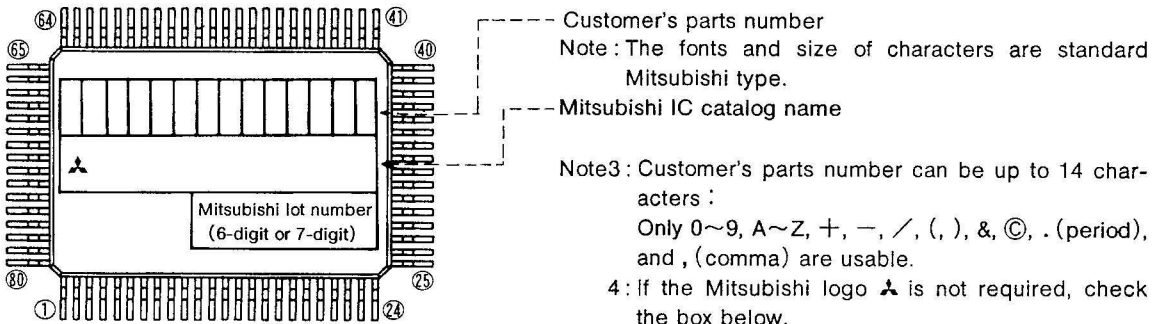 64
41
65
40
Customer's parts number
Note : The fonts and size of characters are standard
Mitsubishi type.
Mitsubishi IC catalog name
Mitsubishi lot number
(6-digit or 7-digit)
80
25
1
24
Note3 : Customer's parts number can be up to 14 char-
acters :
Only 0~9, A~Z, +, −, /, (, ), &, ©, . (period),
and , (comma) are usable.
4 : If the Mitsubishi logo is not required, check
the box below.